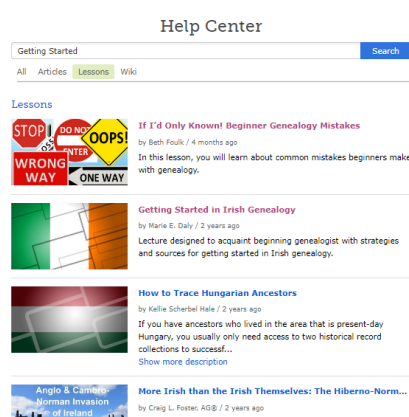 Help Center
Getting Started
Search
All Articles Lessons Wiki
Lessons
STOP! DO NOT ENTER OOPS!
WRONG WAY ONE WAY
If I'd Only Known! Beginner Genealogy Mistakes
by Beth Foulk / 4 months ago
In this lesson, you will learn about common mistakes beginners make
with genealogy.
Getting Started in Irish Genealogy
by Marie E. Daly / 2 years ago
Lecture designed to acquaint beginning genealogist with strategies
and sources for getting started in Irish genealogy.
How to Trace Hungarian Ancestors
by Kellie Scherbel Hale / 2 years ago
If you have ancestors who lived in the area that is present-day
Hungary, you usually only need access to two historical record
collections to successf...
Show more description
Anglo & Cambro-
Norman Invasion
of Ireland
More Irish than the Irish Themselves: The Hiberno-Norm...
by Craig L. Foster, AG® / 2 years ago